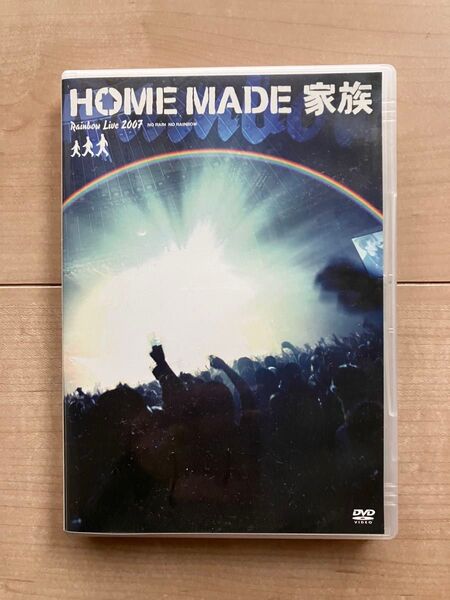 HOME MADE 家族
Rainbow Live 2007 NO RAIN NO RAINBOW
DVD
VIDEO